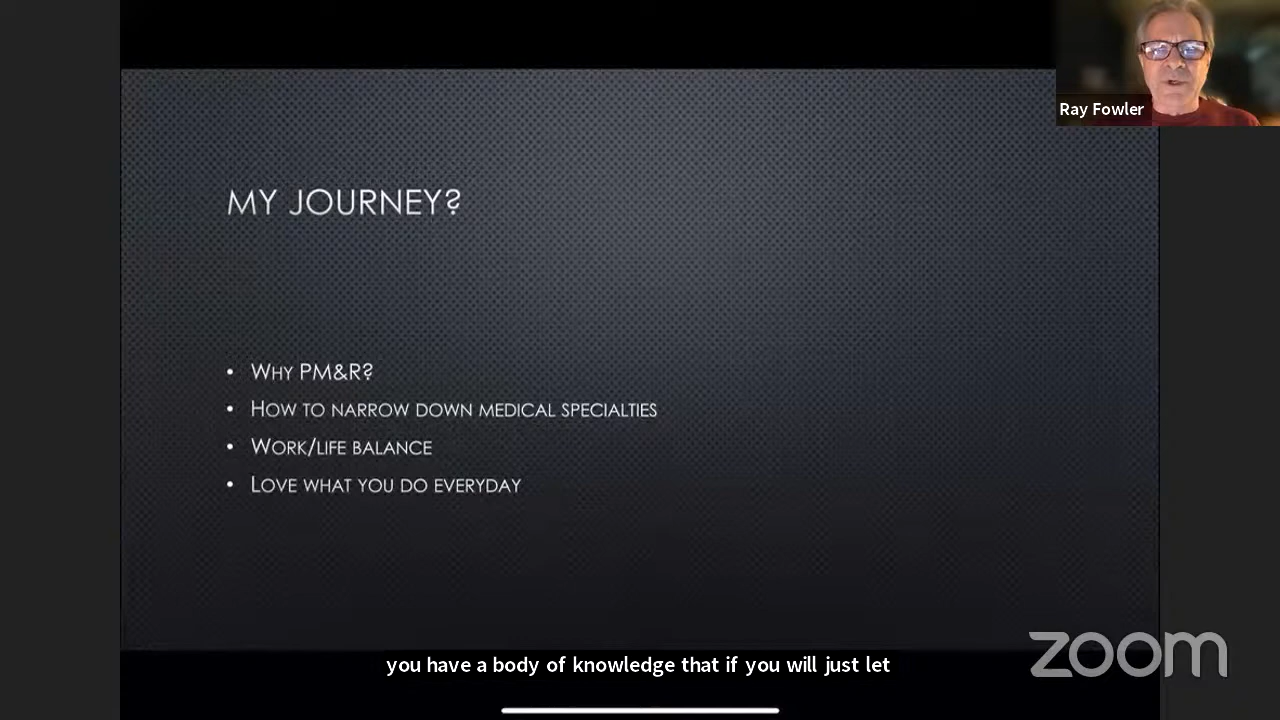 Ray Fowler
MY JOURNEY?
• WHY PM&R?
• HOW TO NARROW DOWN MEDICAL SPECIALTIES
• WORK/LIFE BALANCE
• LOVE WHAT YOU DO EVERYDAY
you have a body of knowledge that if you will just let
zoom